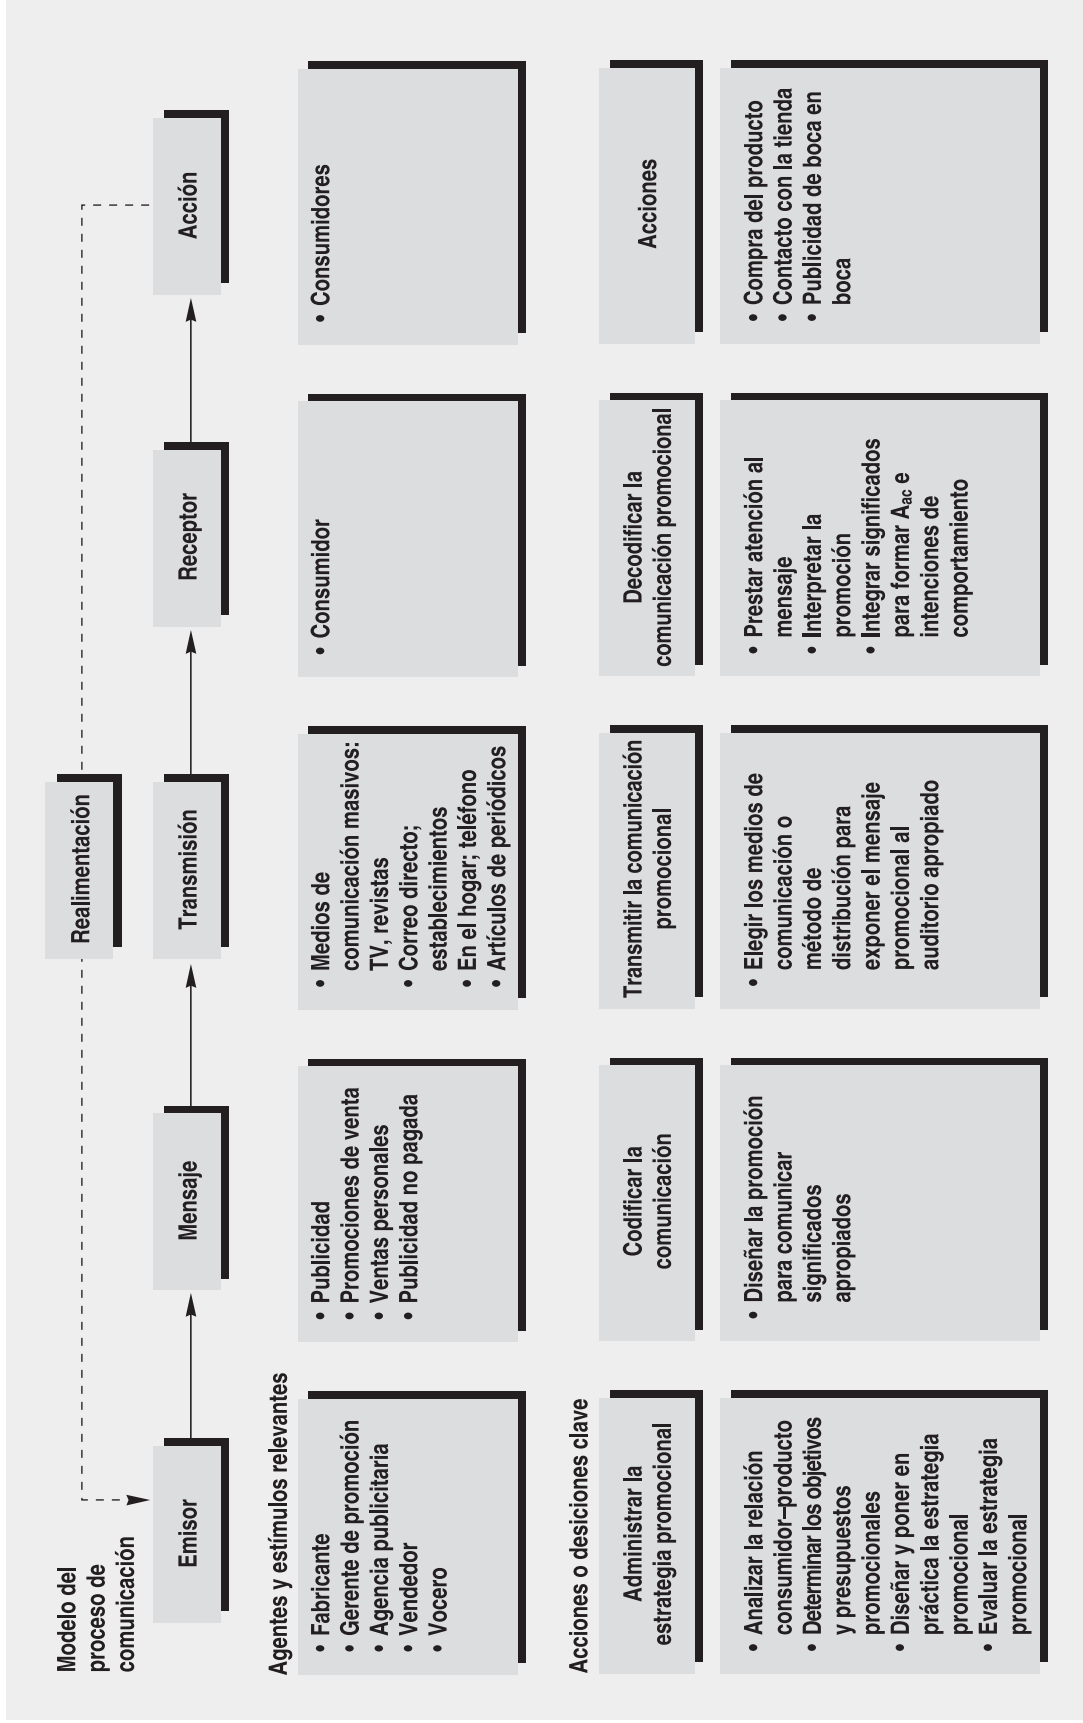 Modelo del
proceso de
comunicación
Realimentación
Emisor
Mensaje
Transmisión
Receptor
Acción
Agentes y estímulos relevantes
• Fabricante
• Gerente de promoción
• Agencia publicitaria
• Vendedor
• Vocero
• Publicidad
• Promociones de venta
• Ventas personales
• Publicidad no pagada
• Medios de
comunicación masivos:
TV, revistas
• Correo directo;
establecimientos
• En el hogar; teléfono
• Artículos de periódicos
• Consumidor
• Consumidores
Acciones o desiciones clave
Administrar la
estrategia promocional
Codificar la
comunicación
Transmitir la comunicación
promocional
Decodificar la
comunicación promocional
Acciones
• Analizar la relación
consumidor–producto
• Determinar los objetivos
y presupuestos
promocionales
• Diseñar y poner en
práctica la estrategia
promocional
• Evaluar la estrategia
promocional
• Diseñar la promoción
para comunicar
significados
apropiados
• Elegir los medios de
comunicación o
método de
distribución para
exponer el mensaje
promocional al
auditorio apropiado
• Prestar atención al
mensaje
• Interpretar la
promoción
• Integrar significados
para formar Aac e
intenciones de
comportamiento
• Compra del producto
• Contacto con la tienda
• Publicidad de boca en
boca